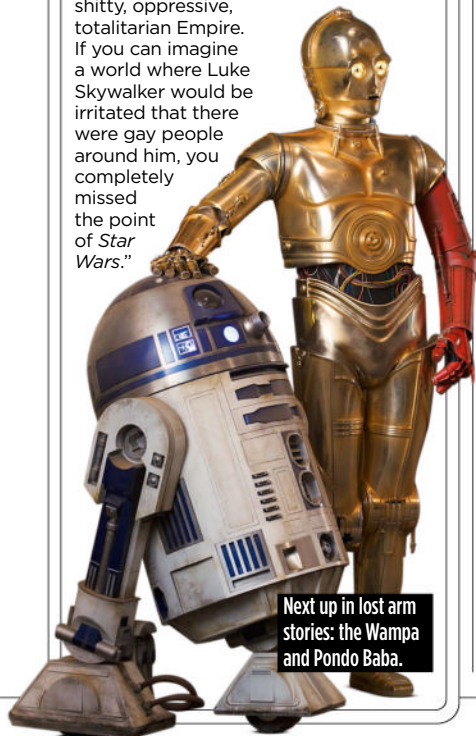 shitty, oppressive,
totalitarian Empire.
If you can imagine
a world where Luke
Skywalker would be
irritated that there
were gay people
around him, you
completely
missed
the point
of Star
Wars.”
Next up in lost arm
stories: the Wampa
and Pondo Baba.